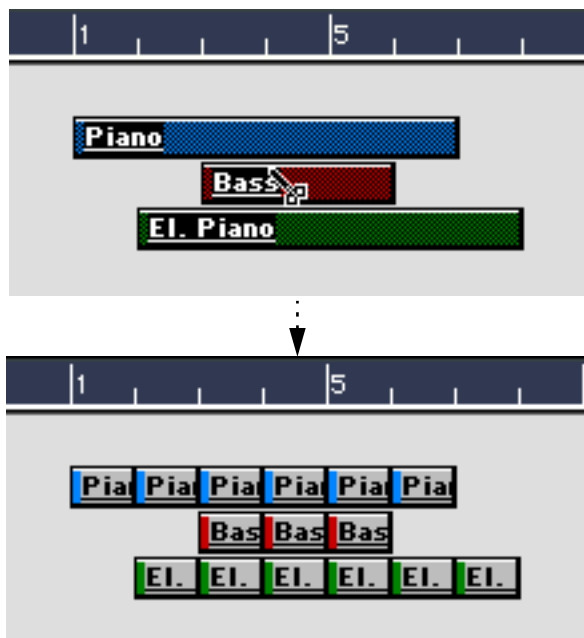 1 5
Piano
Bass
El. Piano
1 5
Pia Pia Pia Pia Pia Pia
Bas Bas Bas
El. El. El. El. El. El.